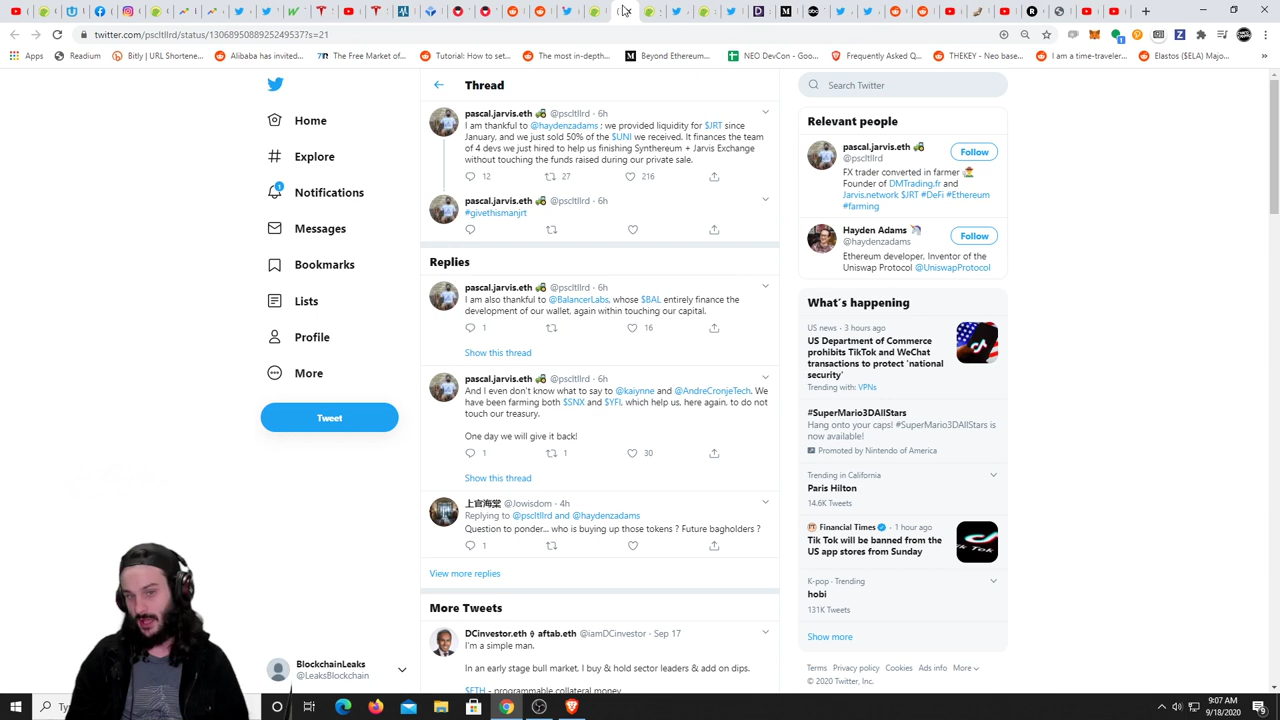 twitter.com/pscltllrd/status/1306895088925249537?s=21
Apps
Readium
Bitly | URL Shortene...
Alibaba has invited...
The Free Market of...
Tutorial: How to set...
The most in-depth...
Beyond Ethereum...
NEO DevCon - Goo...
Frequently Asked Q...
THEKEY - Neo base...
I am a time-traveler...
Elastos ($ELA) Majo...
»
Home
Explore
1
Notifications
Messages
Bookmarks
Lists
Profile
More
Tweet
BlockchainLeaks
@LeaksBlockchain
Thread
pascal.jarvis.eth @pscltllrd · 6h
I am thankful to @haydenzadams ; we provided liquidity for $JRT since
January, and we just sold 50% of the $UNI we received. It finances the team
of 4 devs we just hired to help us finishing Synthereum + Jarvis Exchange
without touching the funds raised during our private sale.
12 27 216
pascal.jarvis.eth @pscltllrd · 6h
#givethismanjrt
Replies
pascal.jarvis.eth @pscltllrd · 6h
I am also thankful to @BalancerLabs, whose $BAL entirely finance the
development of our wallet, again within touching our capital.
1 16
Show this thread
pascal.jarvis.eth @pscltllrd · 6h
And I even don't know what to say to @kaiynne and @AndreCronjeTech. We
have been farming both $SNX and $YFI, which help us, here again, to do not
touch our treasury.
One day we will give it back!
1 1 30
Show this thread
上官海棠 @Jowisdom · 4h
Replying to @pscltllrd and @haydenzadams
Question to ponder... who is buying up those tokens ? Future bagholders ?
1
View more replies
More Tweets
DCinvestor.eth aftab.eth @iamDCinvestor · Sep 17
I'm a simple man.
In an early stage bull market, I buy & hold sector leaders & add on dips.
$ETH - programmable collateral money
Search Twitter
Relevant people
pascal.jarvis.eth
@pscltllrd
Follow
FX trader converted in farmer
Founder of DMTrading.fr and
Jarvis.network $JRT #DeFi #Ethereum
#farming
Hayden Adams
@haydenzadams
Follow
Ethereum developer, Inventor of the
Uniswap Protocol @UniswapProtocol
What's happening
US news · 3 hours ago
US Department of Commerce
prohibits TikTok and WeChat
transactions to protect 'national
security'
Trending with: VPNs
#SuperMario3DAllStars
Hang onto your caps! #SuperMario3DAllStars is
now available!
Promoted by Nintendo of America
Trending in California
Paris Hilton
14.6K Tweets
Financial Times · 1 hour ago
Tik Tok will be banned from the
US app stores from Sunday
K-pop · Trending
hobi
131K Tweets
Show more
Terms Privacy policy Cookies Ads info More
© 2020 Twitter, Inc.
9:07 AM
9/18/2020